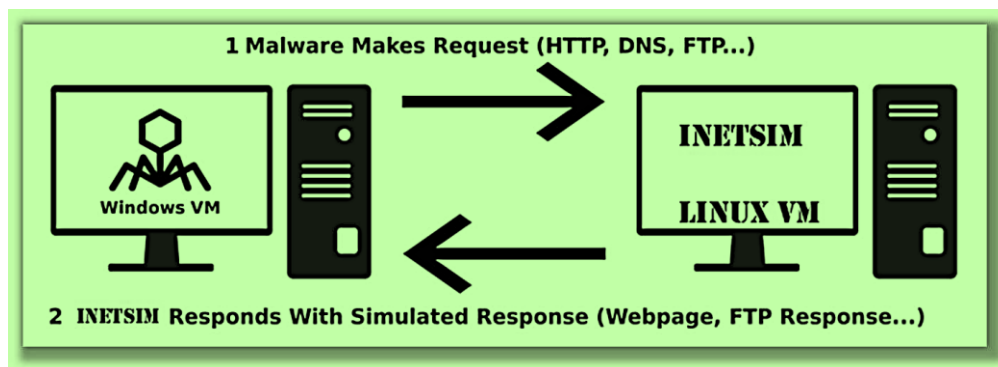 1 Malware Makes Request (HTTP, DNS, FTP...)
Windows VM
INETSIM
LINUX VM
2 INETSIM Responds With Simulated Response (Webpage, FTP Response...)